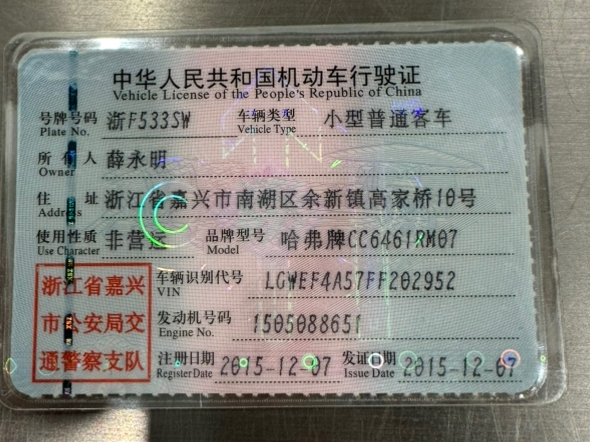 中华人民共和国机动车行驶证
Vehicle License of the People's Republic of China
号牌号码 浙F533SW 车辆类型 小型普通客车
Plate No. Vehicle Type
所有人 薛永明
Owner
住址 浙江省嘉兴市南湖区余新镇高家桥10号
Address
使用性质 非营运 品牌型号 哈弗牌CC6461RM07
Use Character Model
浙江省嘉兴
市公安局交
通警察支队
车辆识别代号 LGWEF4A57FF202952
VIN
发动机号码 1505088651
Engine No.
注册日期 2015-12-07 发证日期 2015-12-07
Register Date Issue Date